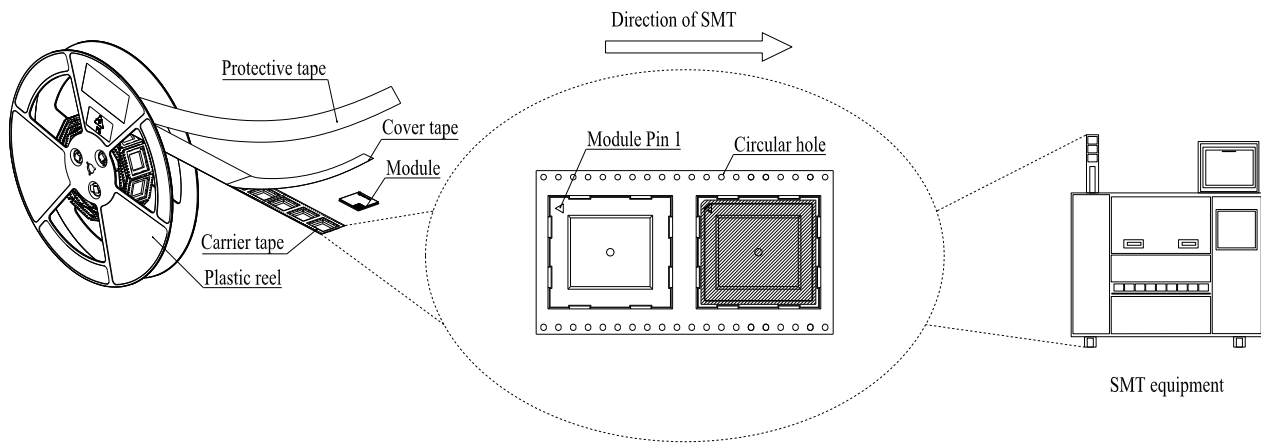 Direction of SMT
Protective tape
Cover tape
Module
Carrier tape
Plastic reel
Module Pin 1
Circular hole
SMT equipment